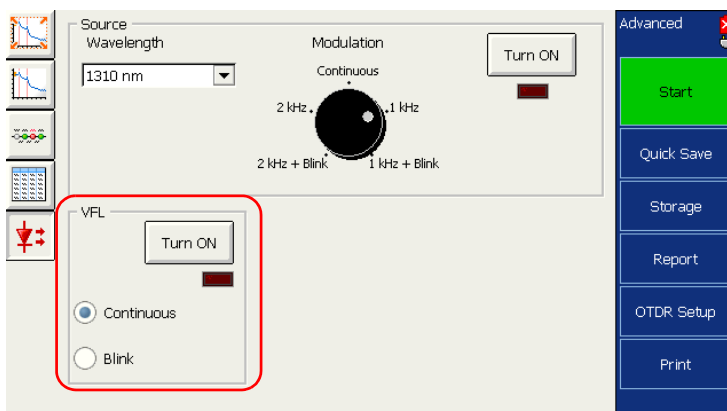 Source
Wavelength
1310 nm
Modulation
Continuous
2 kHz
1 kHz
2 kHz + Blink
1 kHz + Blink
Turn ON
VFL
Turn ON
Continuous
Blink
Advanced
Start
Quick Save
Storage
Report
OTDR Setup
Print